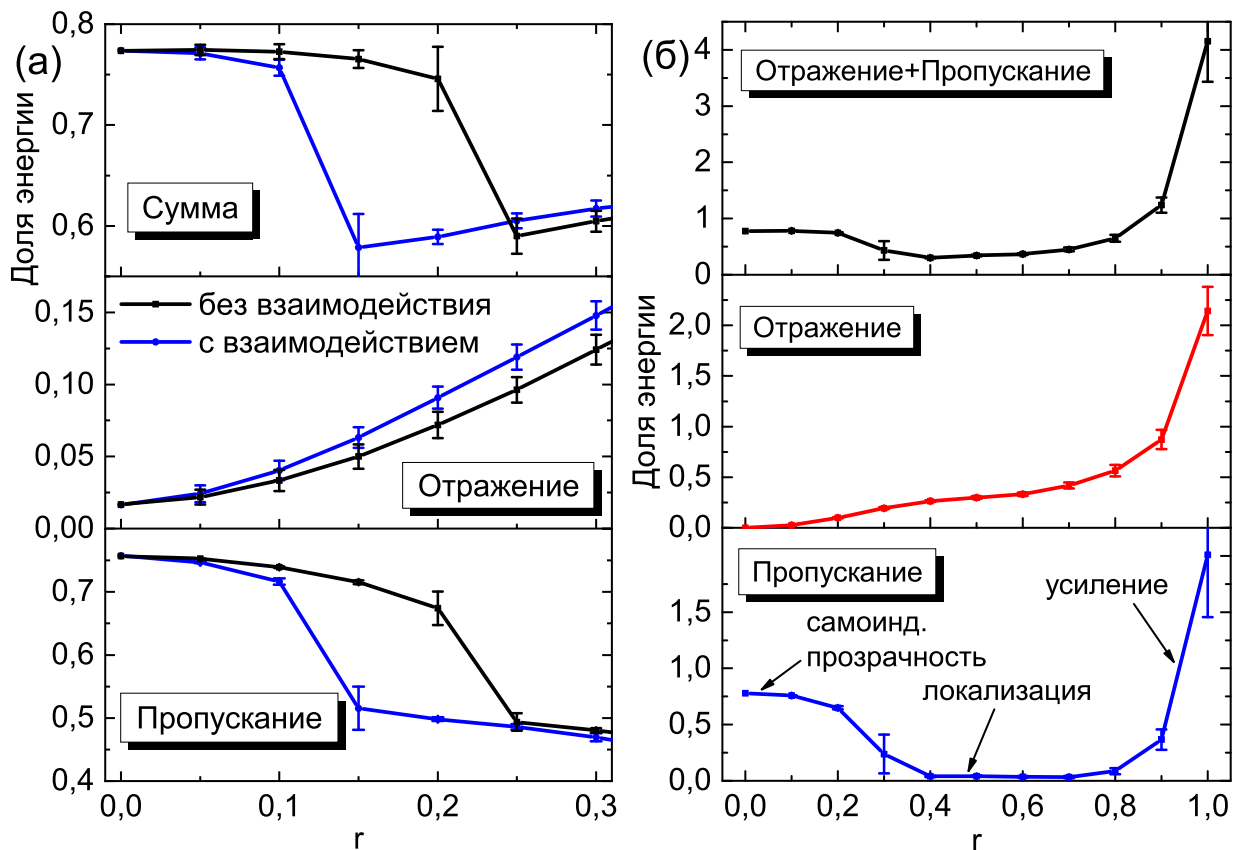 (а)
Доля энергии
0,8
0,7
0,6
Сумма
0,15
0,10
0,05
0,00
без взаимодействия
с взаимодействием
Отражение
0,7
0,6
0,5
0,4
Пропускание
0,0
0,1
0,2
0,3
r
(б)
Доля энергии
4
3
2
1
0
Отражение+Пропускание
2,0
1,5
1,0
0,5
0,0
Отражение
1,5
1,0
0,5
0,0
Пропускание
самоинд.
прозрачность
локализация
усиление
0,0
0,2
0,4
0,6
0,8
1,0
r